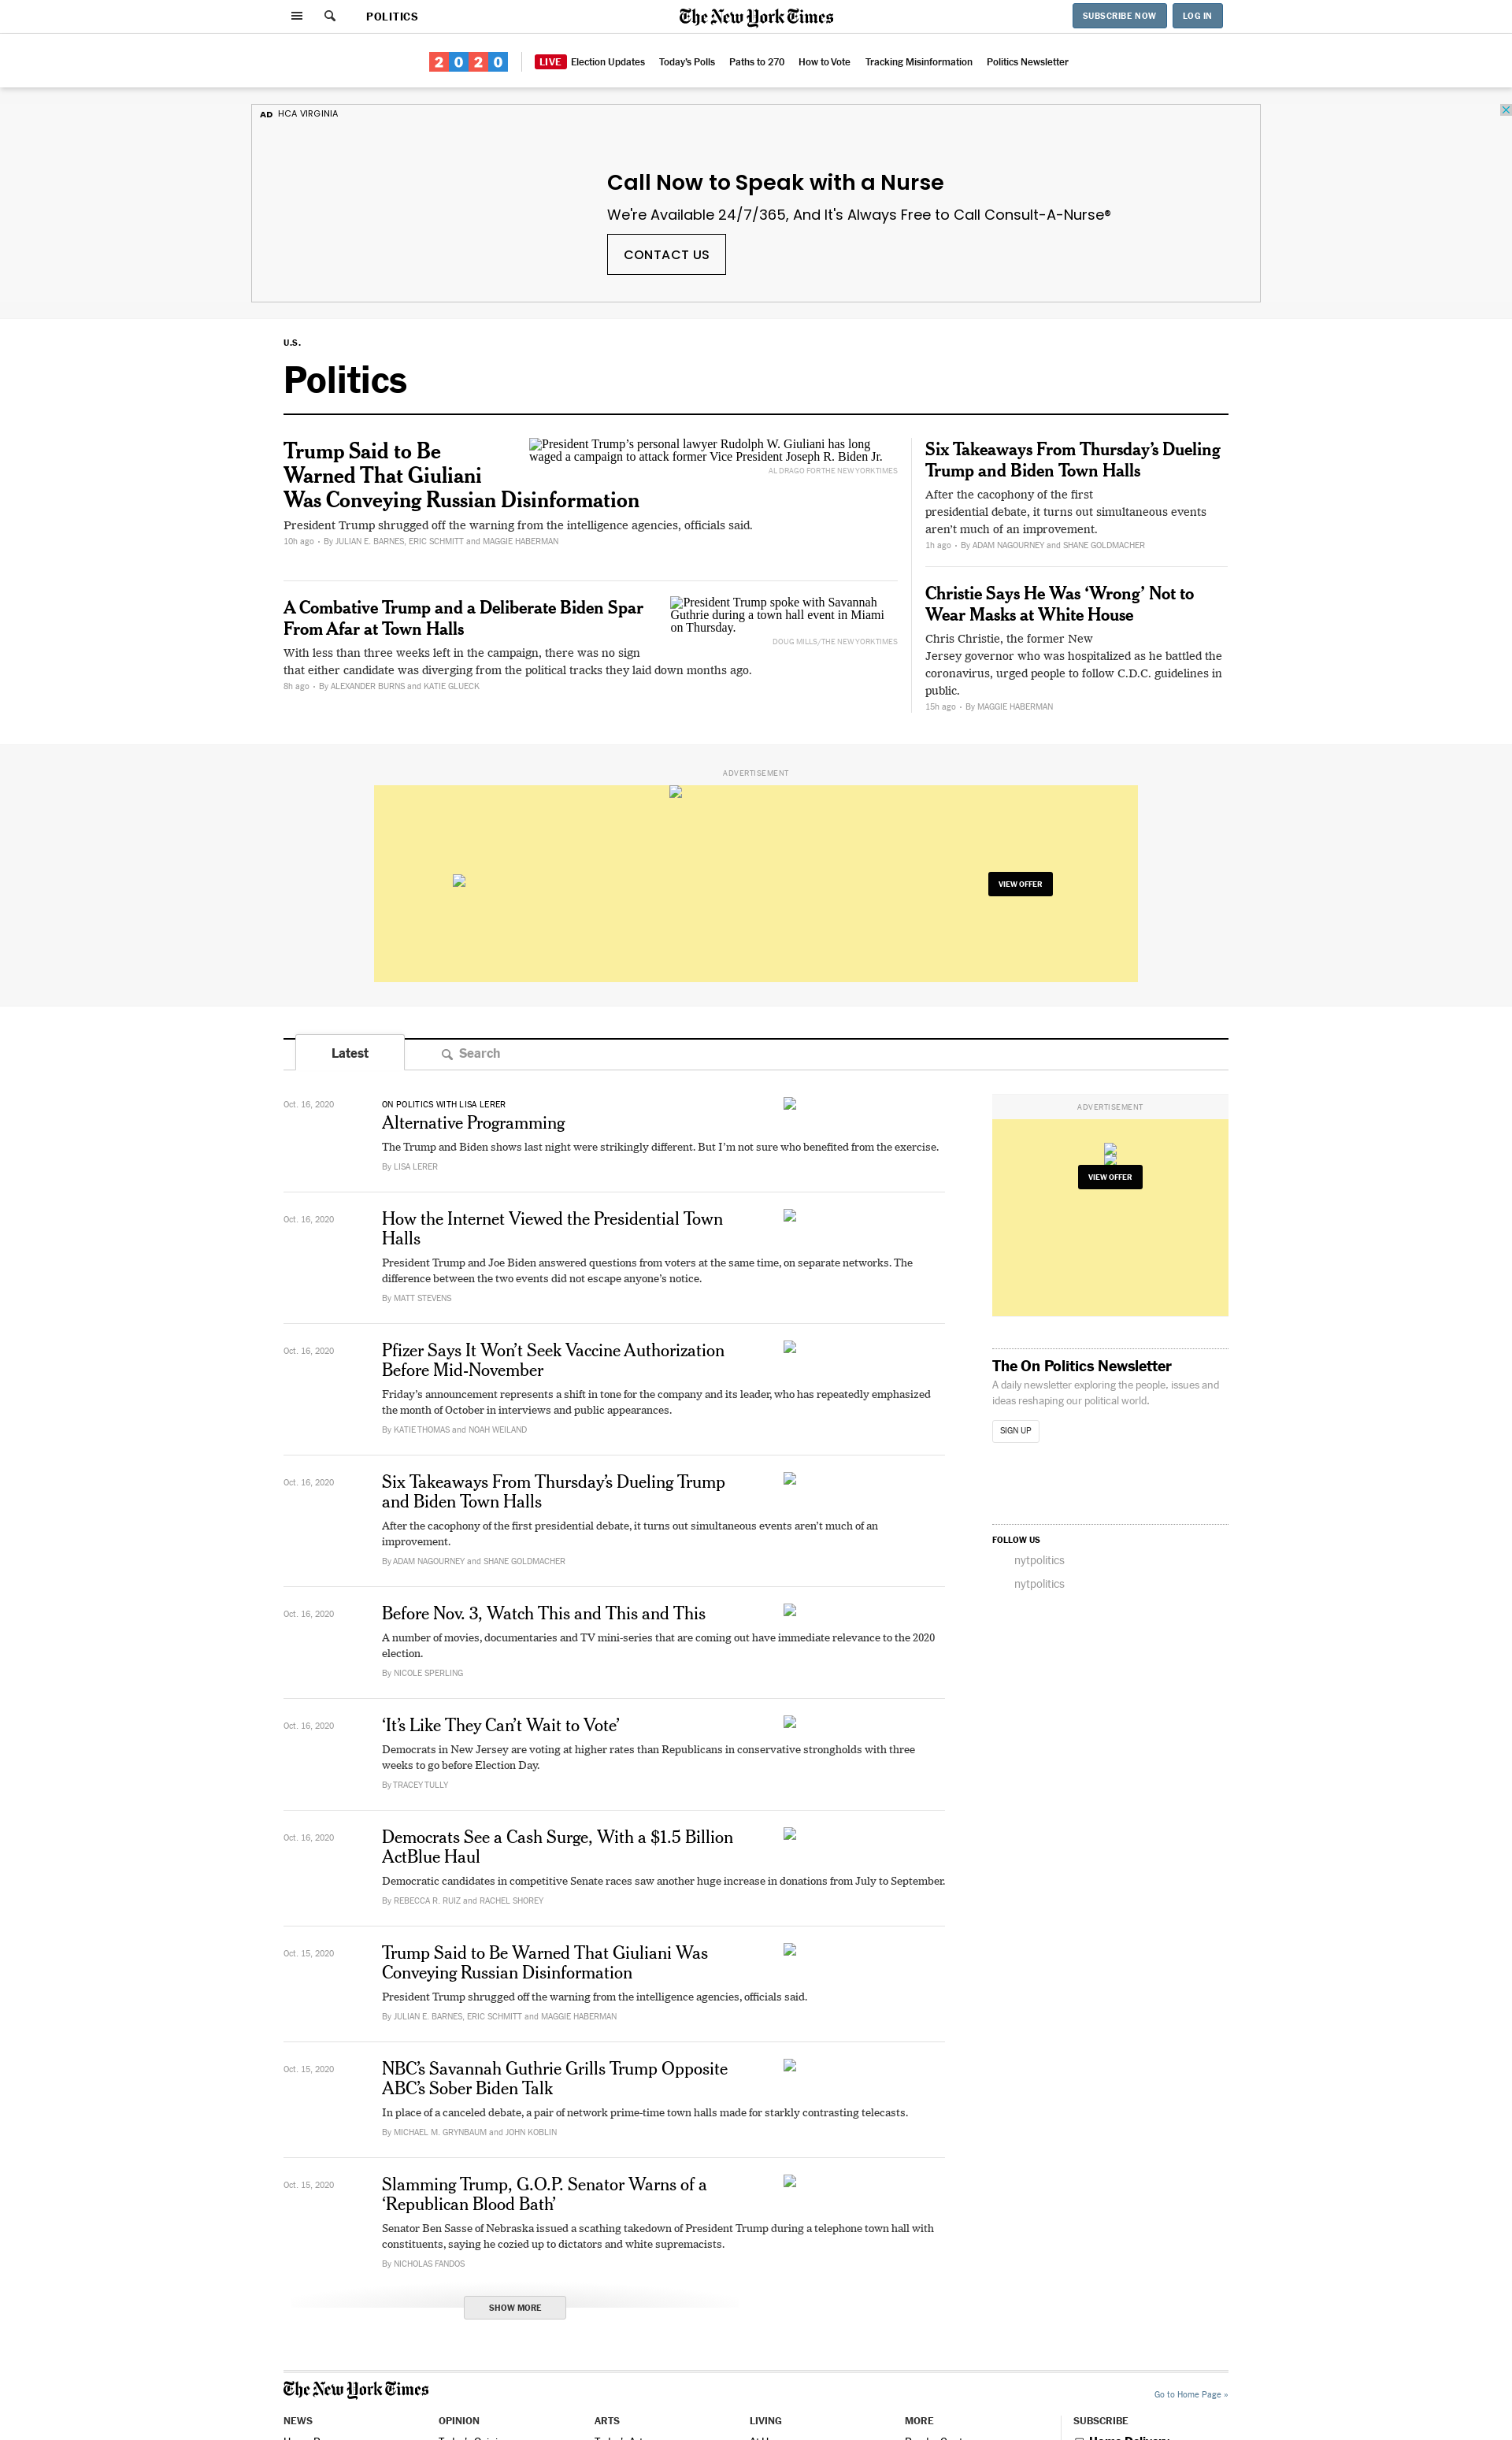 POLITICS
The New York Times
SUBSCRIBE NOW
LOG IN
2020
LIVE Election Updates
Today's Polls
Paths to 270
How to Vote
Tracking Misinformation
Politics Newsletter
AD HCA VIRGINIA
Call Now to Speak with a Nurse
We're Available 24/7/365, And It's Always Free to Call Consult-A-Nurse®
CONTACT US
U.S.
Politics
Trump Said to Be
Warned That Giuliani
Was Conveying Russian Disinformation
President Trump's personal lawyer Rudolph W. Giuliani has long
waged a campaign to attack former Vice President Joseph R. Biden Jr.
AL DRAGO FOR THE NEW YORK TIMES
President Trump shrugged off the warning from the intelligence agencies, officials said.
10h ago • By JULIAN E. BARNES, ERIC SCHMITT and MAGGIE HABERMAN
A Combative Trump and a Deliberate Biden Spar
From Afar at Town Halls
President Trump spoke with Savannah
Guthrie during a town hall event in Miami
on Thursday.
DOUG MILLS/THE NEW YORK TIMES
With less than three weeks left in the campaign, there was no sign
that either candidate was diverging from the political tracks they laid down months ago.
8h ago • By ALEXANDER BURNS and KATIE GLUECK
Six Takeaways From Thursday's Dueling
Trump and Biden Town Halls
After the cacophony of the first
presidential debate, it turns out simultaneous events
aren't much of an improvement.
1h ago • By ADAM NAGOURNEY and SHANE GOLDMACHER
Christie Says He Was ‘Wrong’ Not to
Wear Masks at White House
Chris Christie, the former New
Jersey governor who was hospitalized as he battled the
coronavirus, urged people to follow C.D.C. guidelines in
public.
15h ago • By MAGGIE HABERMAN
ADVERTISEMENT
VIEW OFFER
Latest
Search
Oct. 16, 2020
ON POLITICS WITH LISA LERER
Alternative Programming
The Trump and Biden shows last night were strikingly different. But I'm not sure who benefited from the exercise.
By LISA LERER
Oct. 16, 2020
How the Internet Viewed the Presidential Town
Halls
President Trump and Joe Biden answered questions from voters at the same time, on separate networks. The
difference between the two events did not escape anyone's notice.
By MATT STEVENS
Oct. 16, 2020
Pfizer Says It Won't Seek Vaccine Authorization
Before Mid-November
Friday's announcement represents a shift in tone for the company and its leader, who has repeatedly emphasized
the month of October in interviews and public appearances.
By KATIE THOMAS and NOAH WEILAND
Oct. 16, 2020
Six Takeaways From Thursday's Dueling Trump
and Biden Town Halls
After the cacophony of the first presidential debate, it turns out simultaneous events aren't much of an
improvement.
By ADAM NAGOURNEY and SHANE GOLDMACHER
Oct. 16, 2020
Before Nov. 3, Watch This and This and This
A number of movies, documentaries and TV mini-series that are coming out have immediate relevance to the 2020
election.
By NICOLE SPERLING
Oct. 16, 2020
‘It's Like They Can't Wait to Vote’
Democrats in New Jersey are voting at higher rates than Republicans in conservative strongholds with three
weeks to go before Election Day.
By TRACEY TULLY
Oct. 16, 2020
Democrats See a Cash Surge, With a $1.5 Billion
ActBlue Haul
Democratic candidates in competitive Senate races saw another huge increase in donations from July to September.
By REBECCA R. RUIZ and RACHEL SHOREY
Oct. 15, 2020
Trump Said to Be Warned That Giuliani Was
Conveying Russian Disinformation
President Trump shrugged off the warning from the intelligence agencies, officials said.
By JULIAN E. BARNES, ERIC SCHMITT and MAGGIE HABERMAN
Oct. 15, 2020
NBC's Savannah Guthrie Grills Trump Opposite
ABC's Sober Biden Talk
In place of a canceled debate, a pair of network prime-time town halls made for starkly contrasting telecasts.
By MICHAEL M. GRYNBAUM and JOHN KOBLIN
Oct. 15, 2020
Slamming Trump, G.O.P. Senator Warns of a
‘Republican Blood Bath’
Senator Ben Sasse of Nebraska issued a scathing takedown of President Trump during a telephone town hall with
constituents, saying he cozied up to dictators and white supremacists.
By NICHOLAS FANDOS
SHOW MORE
ADVERTISEMENT
VIEW OFFER
The On Politics Newsletter
A daily newsletter exploring the people, issues and
ideas reshaping our political world.
SIGN UP
FOLLOW US
nytpolitics
nytpolitics
The New York Times
Go to Home Page »
NEWS
OPINION
ARTS
LIVING
MORE
SUBSCRIBE